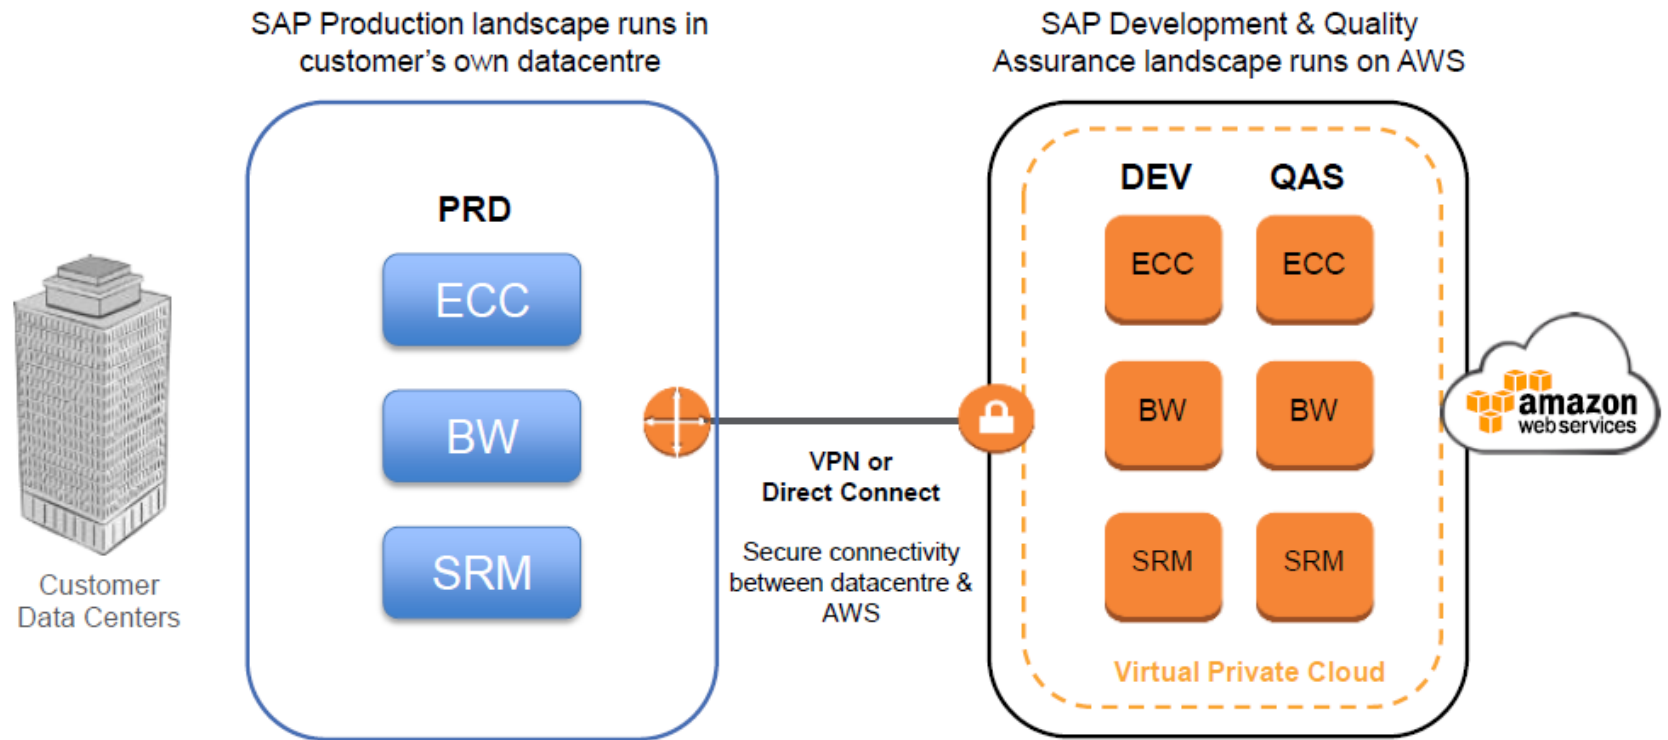 SAP Production landscape runs in
customer's own datacentre
SAP Development & Quality
Assurance landscape runs on AWS
PRD
ECC
BW
SRM
Customer
Data Centers
VPN or
Direct Connect
Secure connectivity
between datacentre &
AWS
DEV
QAS
ECC
ECC
BW
BW
SRM
SRM
Virtual Private Cloud
amazon
web services